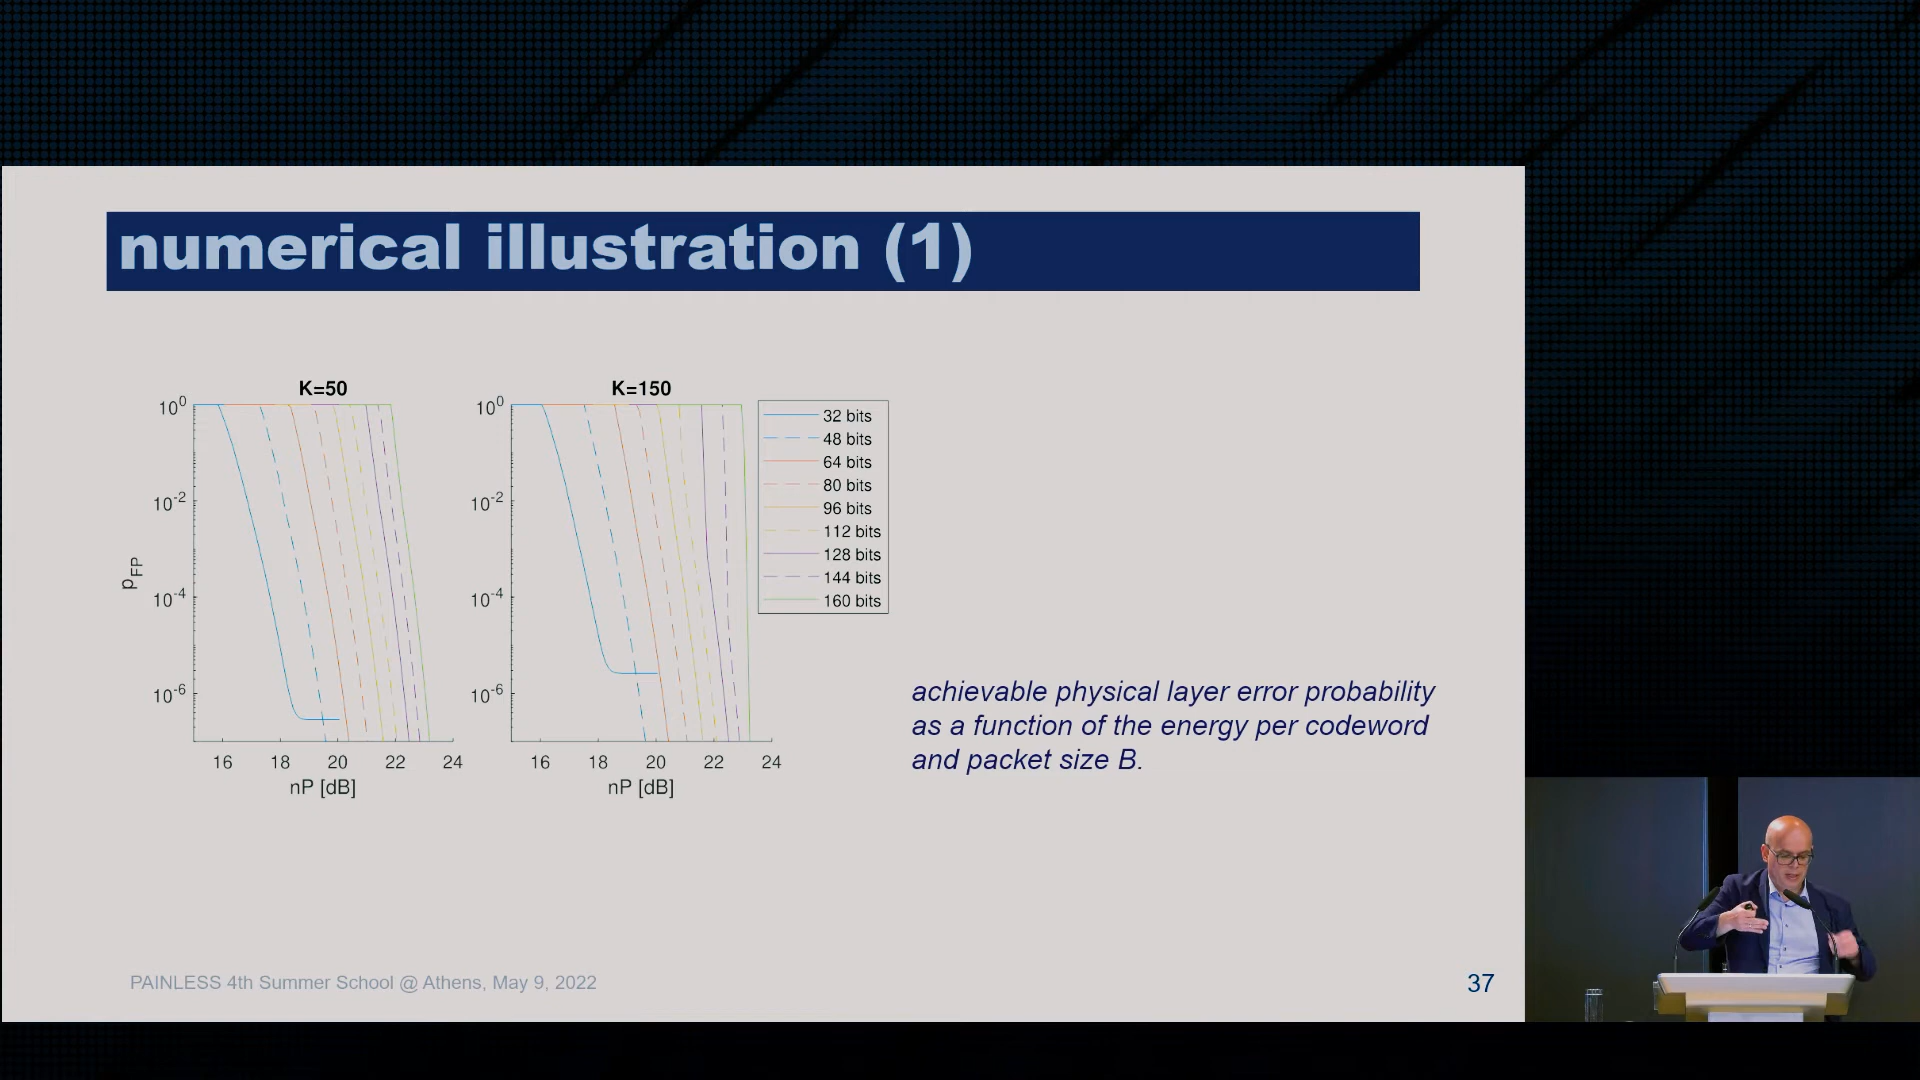 numerical illustration (1)
K=50
10^0
10^-2
10^-4
10^-6
p_FP
16 18 20 22 24
nP [dB]
K=150
10^0
10^-2
10^-4
10^-6
16 18 20 22 24
nP [dB]
32 bits
48 bits
64 bits
80 bits
96 bits
112 bits
128 bits
144 bits
160 bits
achievable physical layer error probability
as a function of the energy per codeword
and packet size B.
PAINLESS 4th Summer School @ Athens, May 9, 2022
37